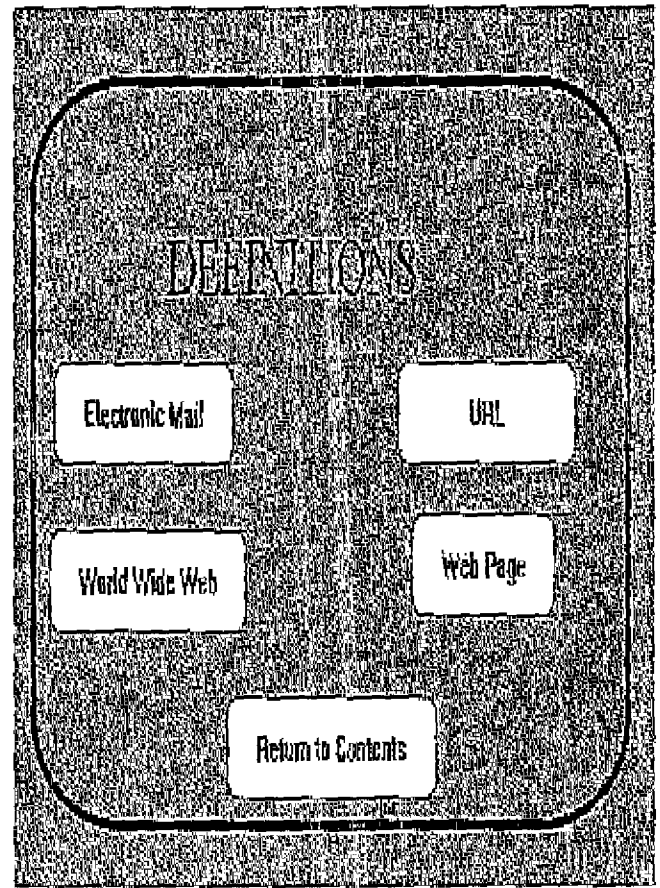 DEFINITIONS
Electronic Mail
URL
World Wide Web
Web Page
Return to Contents